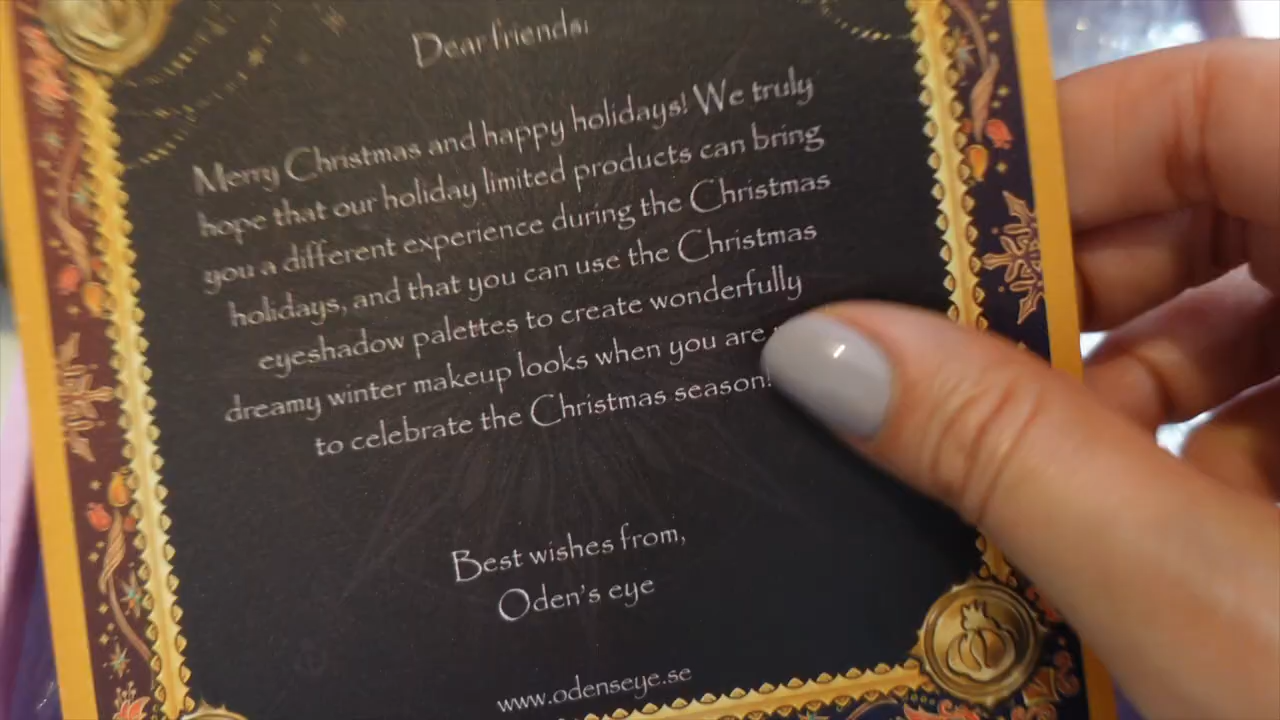 Dear friends:
Merry Christmas and happy holidays! We truly
hope that our holiday limited products can bring
you a different experience during the Christmas
holidays, and that you can use the Christmas
eyeshadow palettes to create wonderfully
dreamy winter makeup looks when you are
to celebrate the Christmas season!
Best wishes from,
Oden's eye
www.odenseye.se